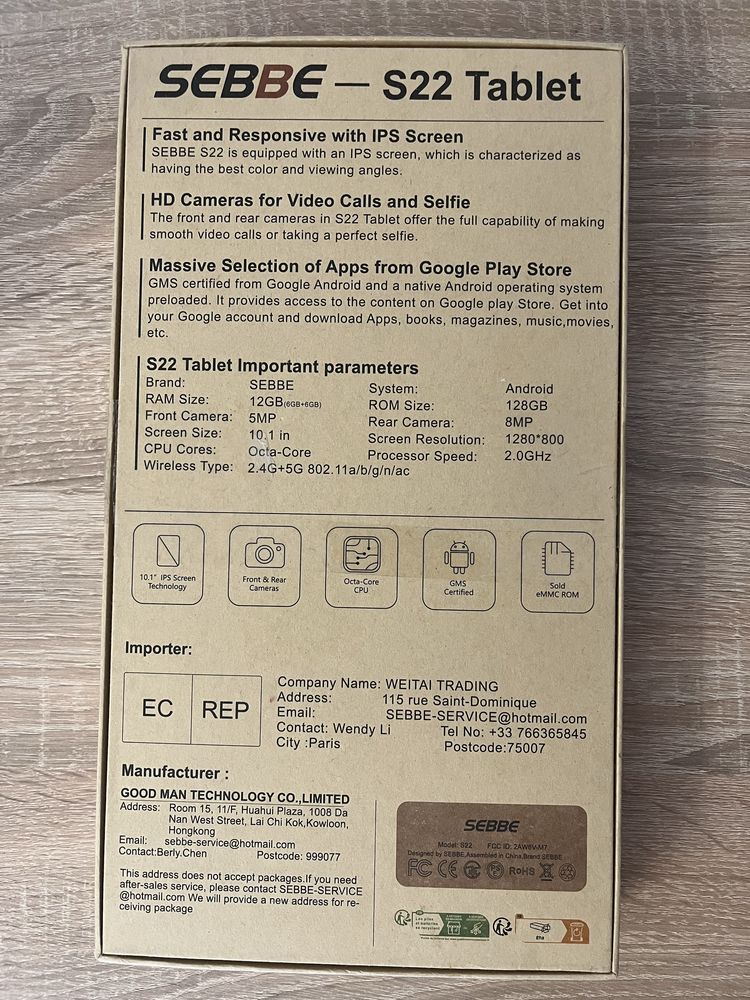 SEBBE — S22 Tablet
Fast and Responsive with IPS Screen
SEBBE S22 is equipped with an IPS screen, which is characterized as
having the best color and viewing angles.
HD Cameras for Video Calls and Selfie
The front and rear cameras in S22 Tablet offer the full capability of making
smooth video calls or taking a perfect selfie.
Massive Selection of Apps from Google Play Store
GMS certified from Google Android and a native Android operating system
preloaded. It provides access to the content on Google play Store. Get into
your Google account and download Apps, books, magazines, music,movies,
etc.
S22 Tablet Important parameters
Brand: SEBBE System: Android
RAM Size: 12GB(6GB+6GB) ROM Size: 128GB
Front Camera: 5MP Rear Camera: 8MP
Screen Size: 10.1 in Screen Resolution: 1280*800
CPU Cores: Octa-Core Processor Speed: 2.0GHz
Wireless Type: 2.4G+5G 802.11a/b/g/n/ac
10.1" IPS Screen
Technology
Front & Rear
Cameras
Octa-Core
CPU
GMS
Certified
Sold
eMMC ROM
Importer:
EC REP
Company Name: WEITAI TRADING
Address: 115 rue Saint-Dominique
Email: SEBBE-SERVICE@hotmail.com
Contact: Wendy Li Tel No: +33 766365845
City :Paris Postcode:75007
Manufacturer :
GOOD MAN TECHNOLOGY CO.,LIMITED
Address: Room 15, 11/F, Huahui Plaza, 1008 Da
Nan West Street, Lai Chi Kok,Kowloon,
Hongkong
Email: sebbe-service@hotmail.com
Contact:Berly.Chen Postcode: 999077
This address does not accept packages.If you need
after-sales service, please contact SEBBE-SERVICE
@hotmail.com We will provide a new address for re-
ceiving package
SEBBE
Model: S22 FCC ID: 2AW6V-M7
Designed by SEBBE,Assembled in China,Brand SEBBE
FC CE RoHS
Les piles
et batteries
se recyclent